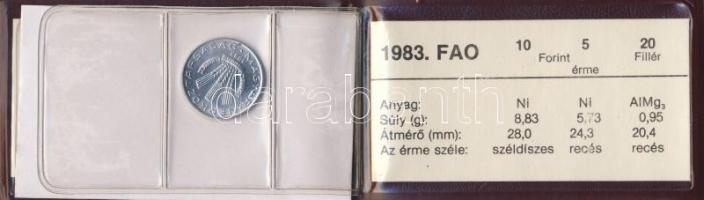 1983. FAO 10 5 20
Forint Fillér
érme
Anyag: Ni Ni AlMg₃
Súly (g): 8,83 5,73 0,95
Átmérő (mm): 28,0 24,3 20,4
Az érme széle: széldíszes recés recés
darabanth